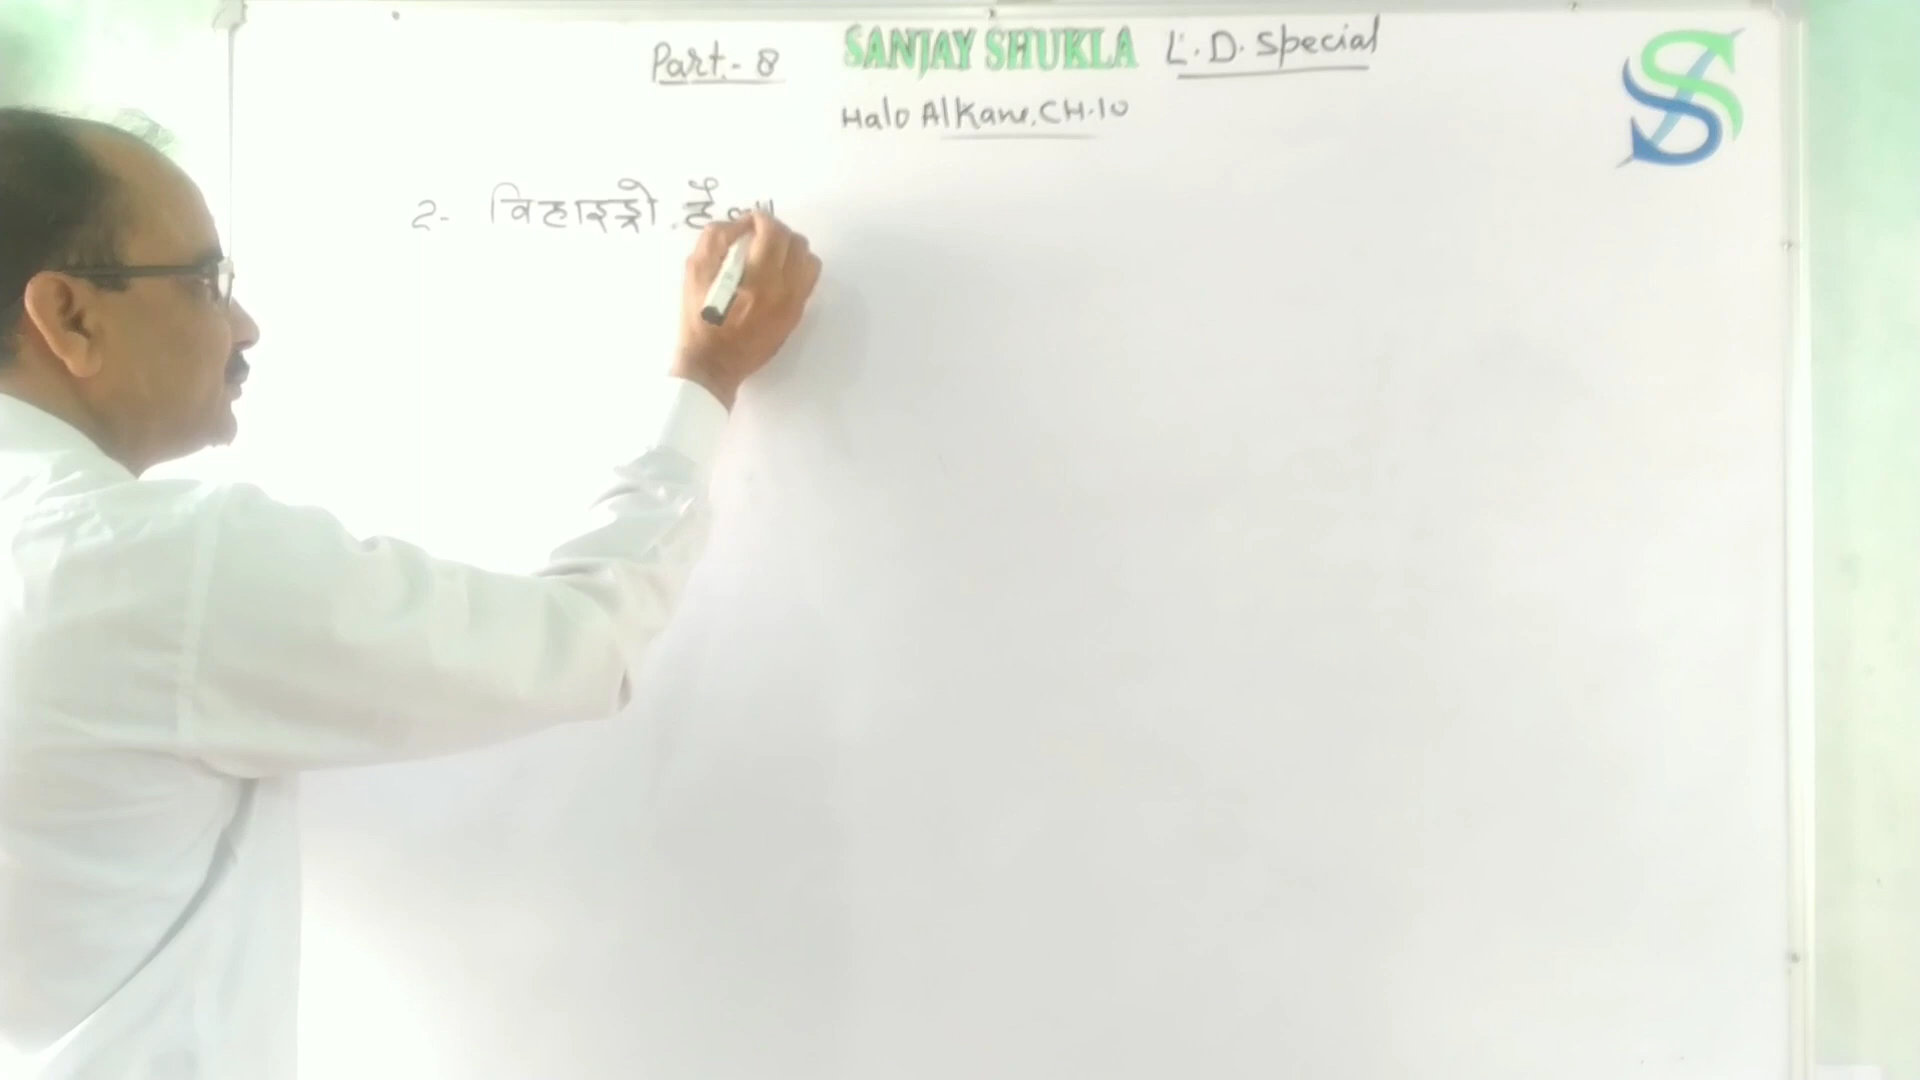 Part.- 8 SANJAY SHUKLA L.D. Special
Halo Alkane, CH.10
2- विहाइड्रो.